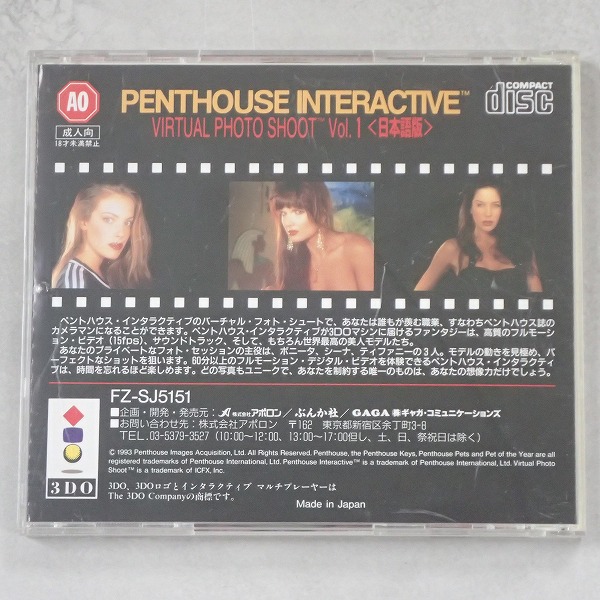 AO
成人向
18才未満禁止
PENTHOUSE INTERACTIVE™
VIRTUAL PHOTO SHOOT™ Vol. 1 〈日本語版〉
COMPACT
disc
ペントハウス・インタラクティブのバーチャル・フォト・シュートで、あなたは誰もが羨む職業、すなわちペントハウス誌の
カメラマンになることができます。ペントハウス・インタラクティブが3DOマシンに届けるファンタジーは、高質のフルモー
ション・ビデオ (15fps)、サウンドトラック、そして、もちろん世界最高の美人モデルたち。
あなたのプライベートなフォト・セッションの主役は、ボニータ、シーナ、ティファニーの3人。モデルの動きを見極め、パ
ーフェクトなショットを狙います。60分以上のフルモーション・デジタル・ビデオを体験できるペントハウス・インタラクティ
ブは、時間を忘れるほど楽しめます。どの写真もユニークで、あなたを制約する唯一のものは、あなたの想像力だけでしょう。
FZ-SJ5151
■企画・開発・発売元：株式会社アポロン／ぶんか社／GAGA ㈱ギャガ・コミュニケーションズ
■お問い合わせ先：株式会社アポロン 〒162 東京都新宿区余丁町3-8
TEL.03-5379-3527 (10:00〜12:00、13:00〜17:00但し、土、日、祝祭日は除く)
©1993 Penthouse Images Acquisition, Ltd. All Rights Reserved. Penthouse, the Penthouse Keys, Penthouse Pets and Pet of the Year are all
registered trademarks of Penthouse International, Ltd. Penthouse Interactive™ is a trademark of Penthouse International, Ltd. Virtual Photo
Shoot™ is a trademark of ICFX, Inc.
3DO
3DO、3DOロゴとインタラクティブ マルチプレーヤーは
The 3DO Companyの商標です。
Made in Japan